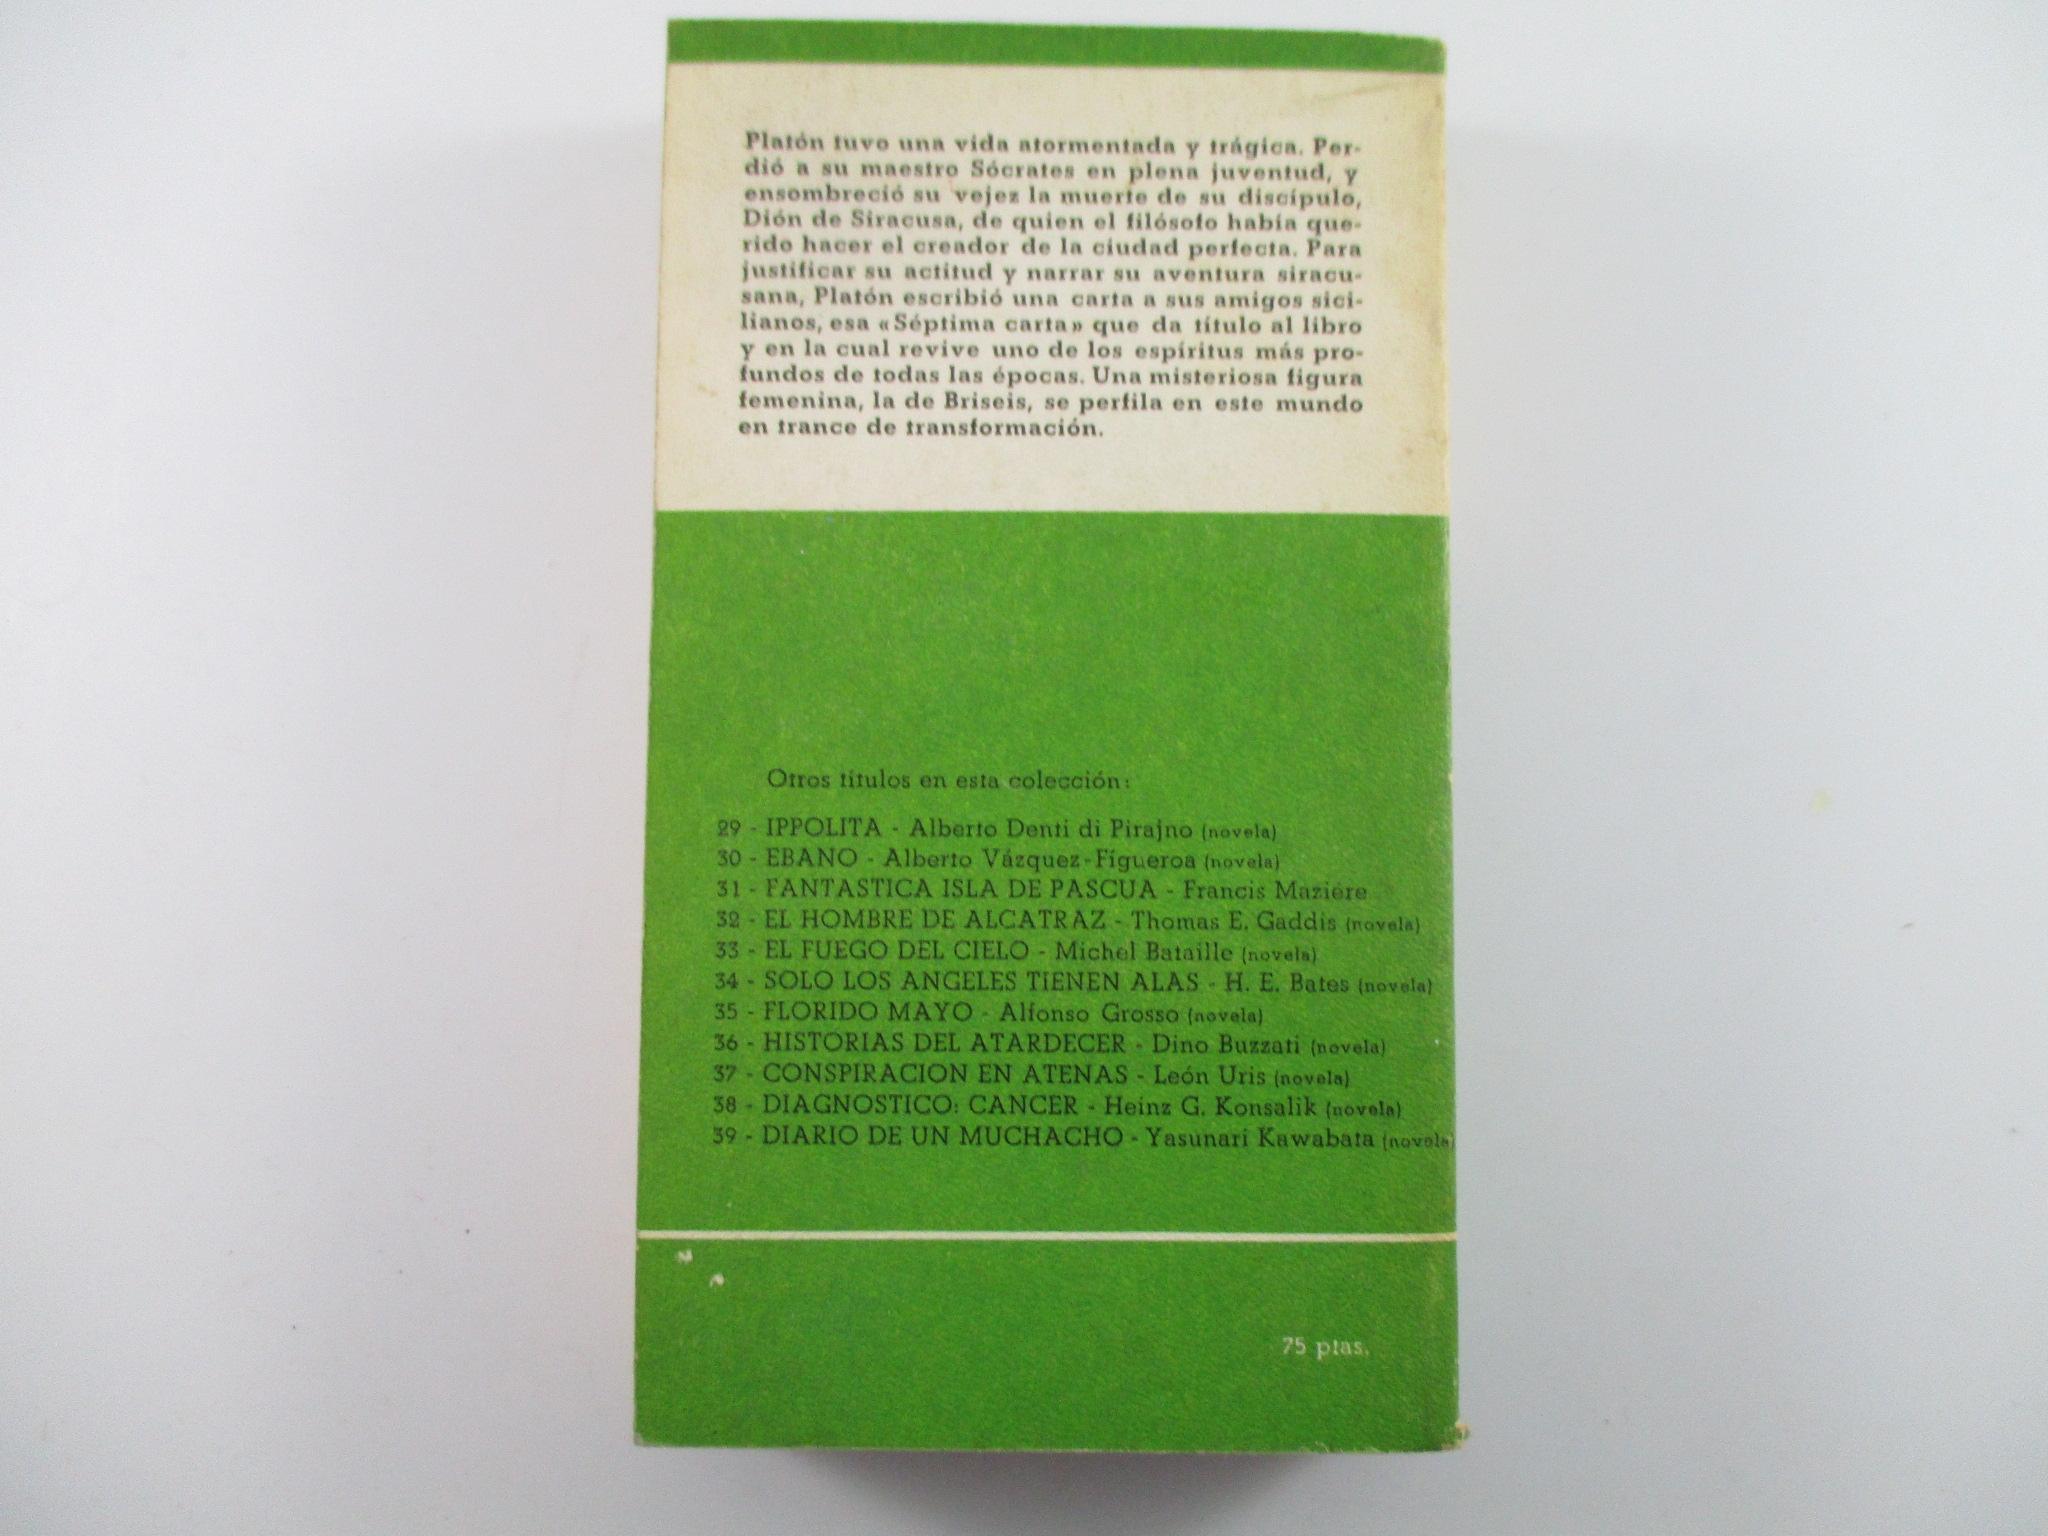 Platón tuvo una vida atormentada y trágica. Per-
dió a su maestro Sócrates en plena juventud, y
ensombreció su vejez la muerte de su discípulo,
Dión de Siracusa, de quien el filósofo había que-
rido hacer el creador de la ciudad perfecta. Para
justificar su actitud y narrar su aventura siracu-
sana, Platón escribió una carta a sus amigos sici-
lianos, esa «Séptima carta» que da título al libro
y en la cual revive uno de los espíritus más pro-
fundos de todas las épocas. Una misteriosa figura
femenina, la de Briseis, se perfila en este mundo
en trance de transformación.
Otros títulos en esta colección:
29 - IPPOLITA - Alberto Denti di Pirajno (novela)
30 - EBANO - Alberto Vázquez-Figueroa (novela)
31 - FANTASTICA ISLA DE PASCUA - Francis Mazière
32 - EL HOMBRE DE ALCATRAZ - Thomas E. Gaddis (novela)
33 - EL FUEGO DEL CIELO - Michel Bataille (novela)
34 - SOLO LOS ANGELES TIENEN ALAS - H. E. Bates (novela)
35 - FLORIDO MAYO - Alfonso Grosso (novela)
36 - HISTORIAS DEL ATARDECER - Dino Buzzati (novela)
37 - CONSPIRACION EN ATENAS - León Uris (novela)
38 - DIAGNOSTICO: CANCER - Heinz G. Konsalik (novela)
39 - DIARIO DE UN MUCHACHO - Yasunari Kawabata (novela)
75 ptas.